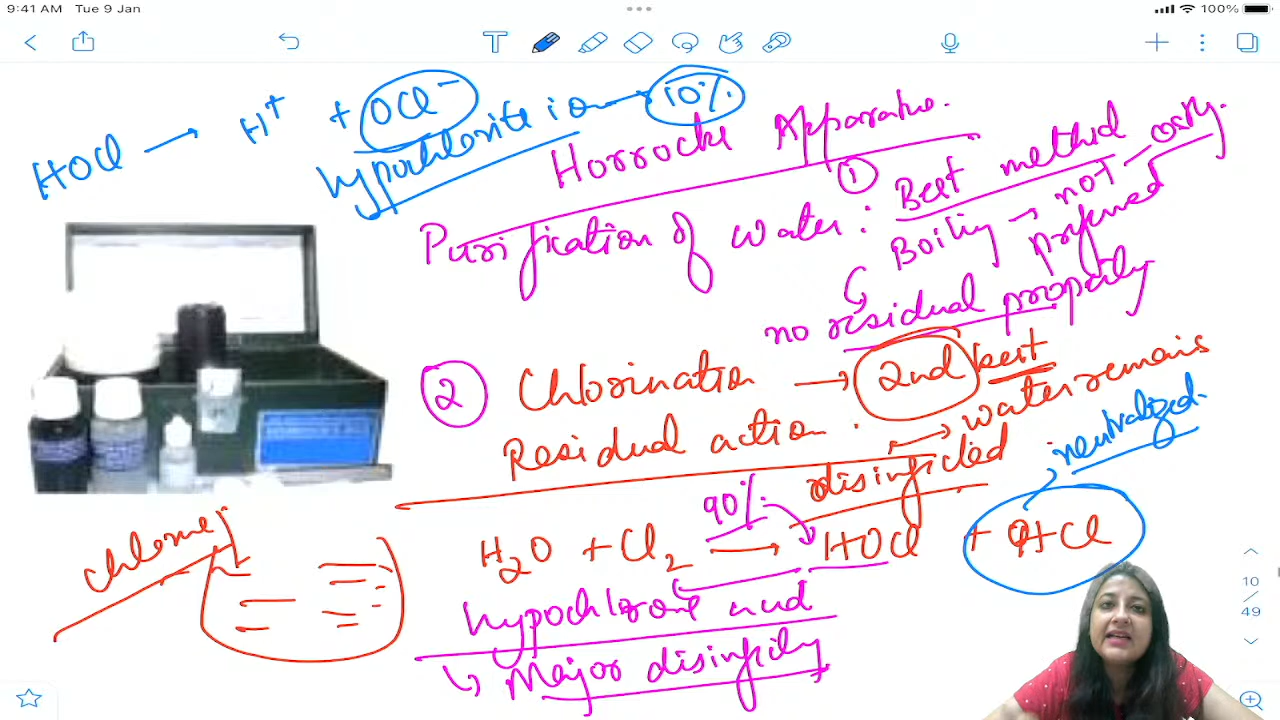 9:41 AM Tue 9 Jan
100%
HOCl → H+ + OCl-
hypochlorite ion → 10%
Horrocks Apparatus.
Purification of water : ① Best method
Boiling → not preferred - costly.
no residual property
② Chlorination → 2nd best
Residual action. → water remains disinfected
H2O + Cl2 → HOCl + HCl
90%
neutralized.
hypochlorous acid
↳ Major disinfecting
chlorine
10
49